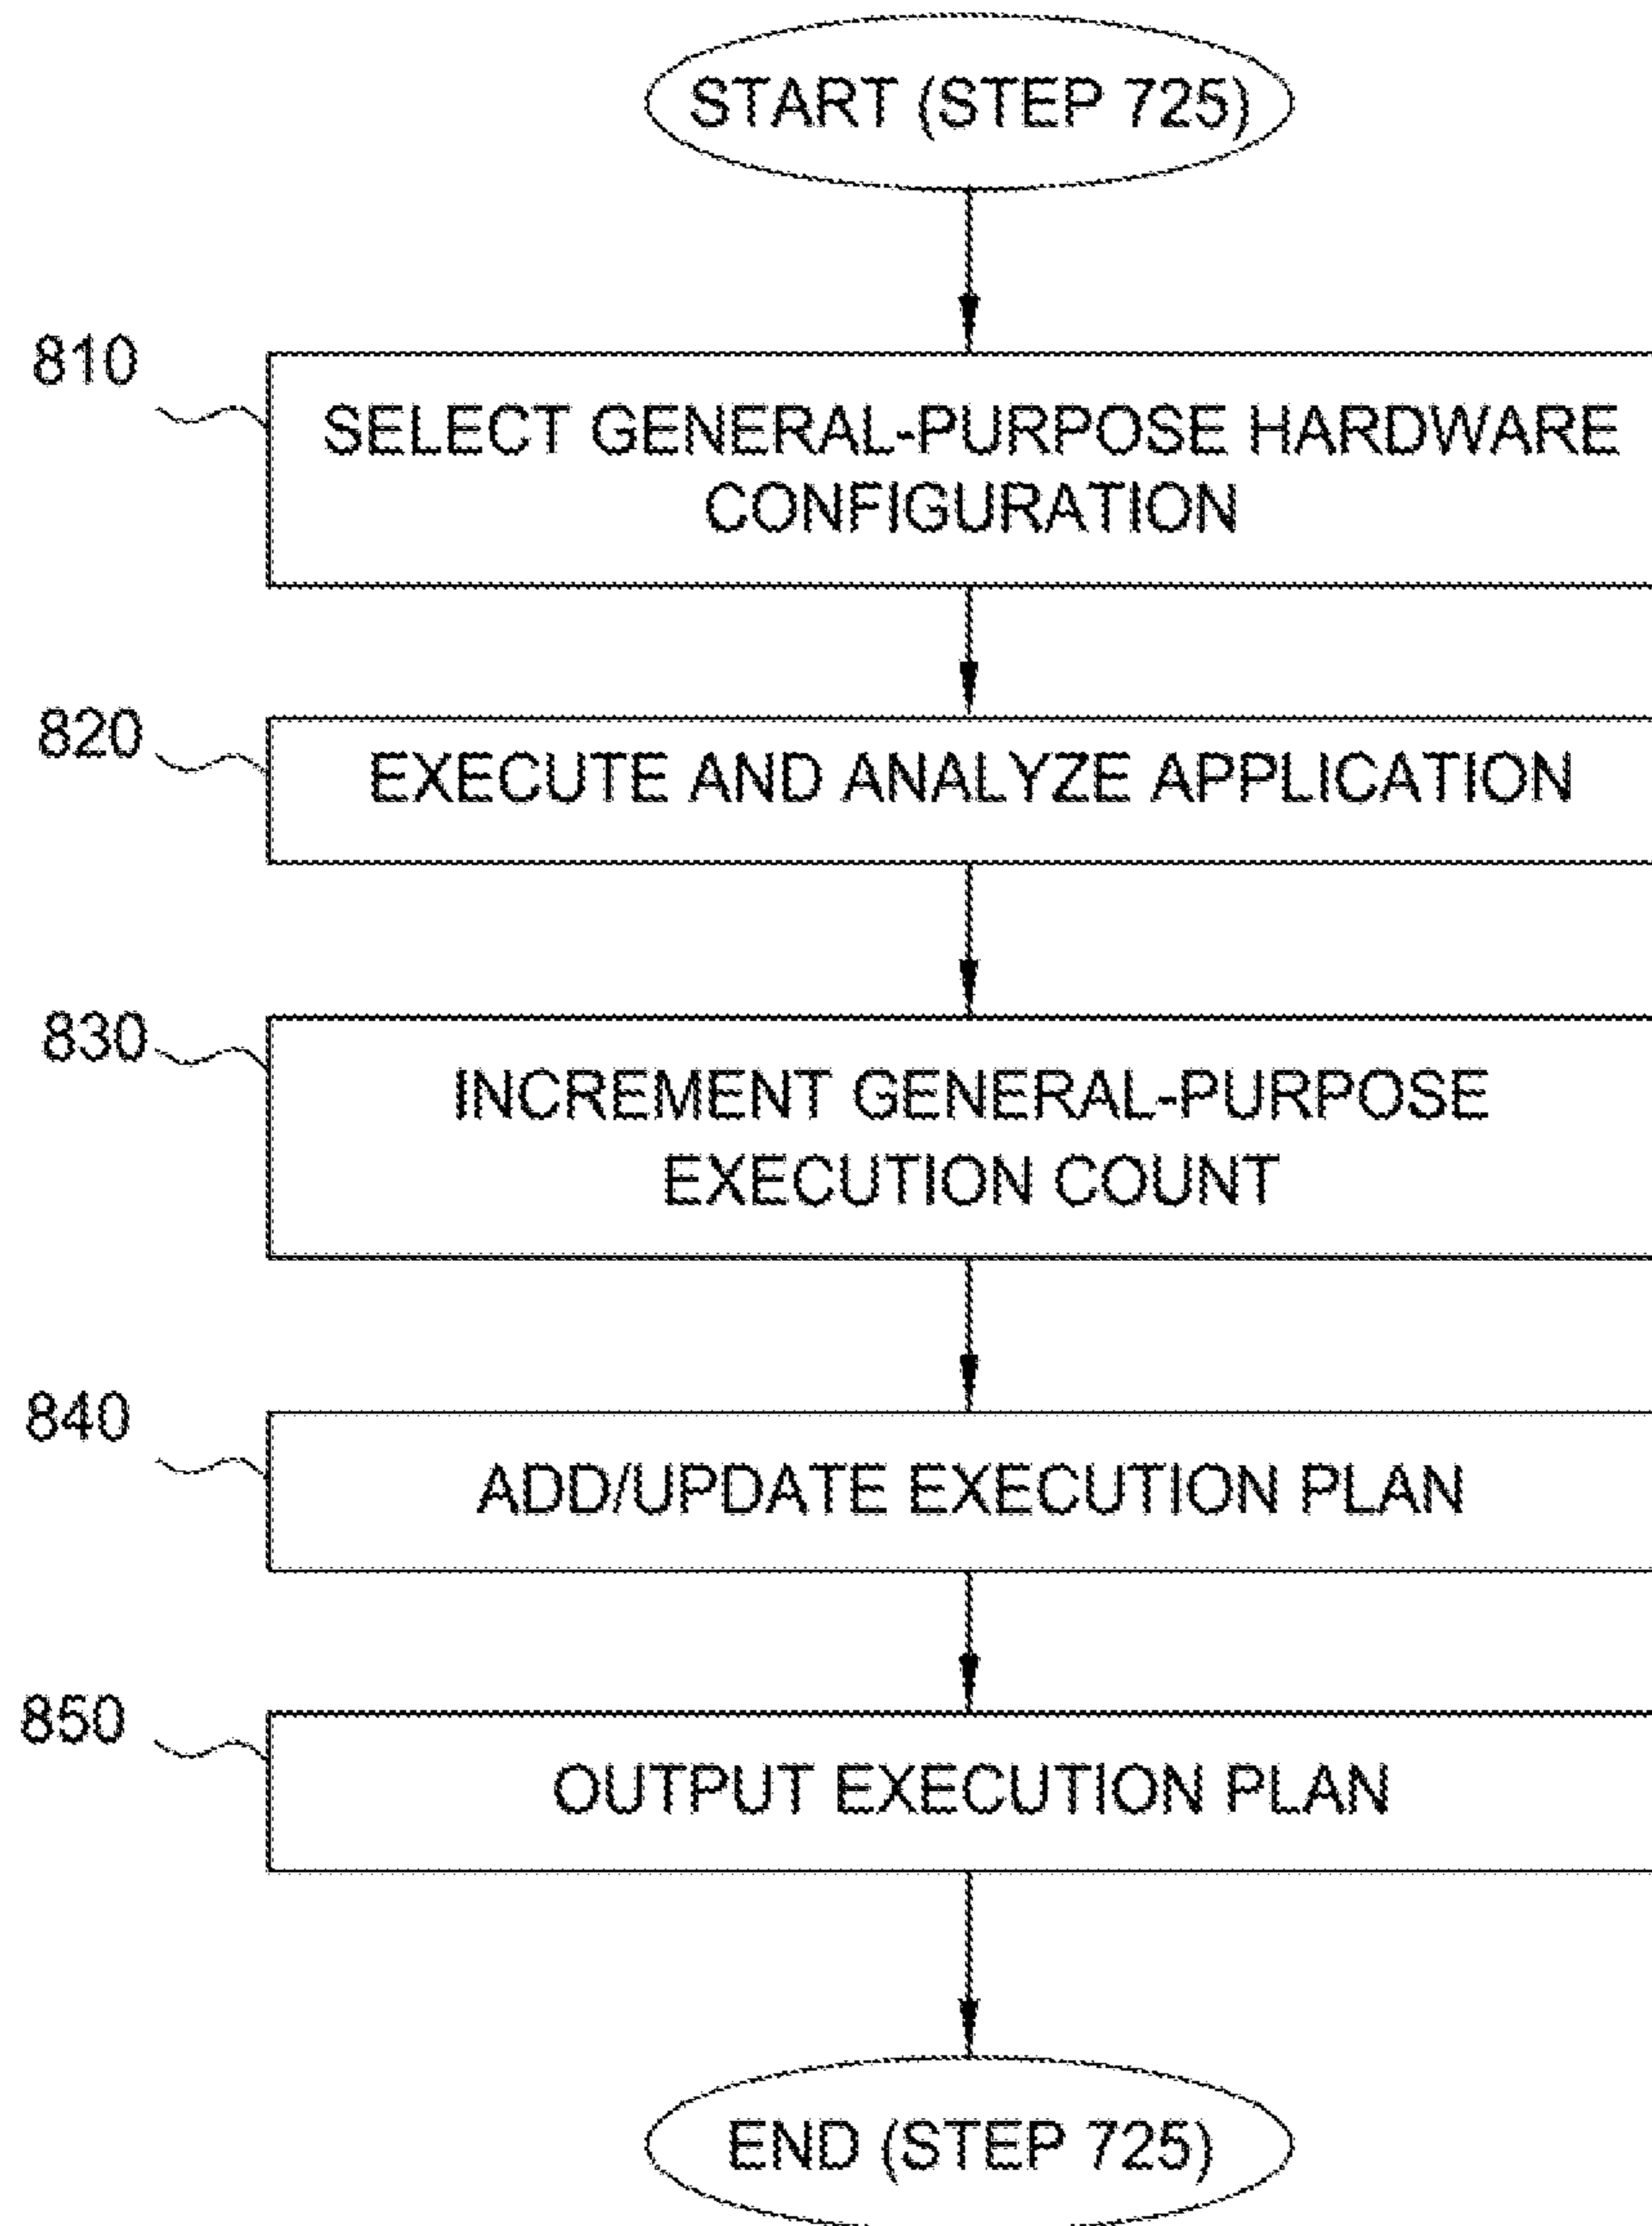 START (STEP 725)
810
SELECT GENERAL-PURPOSE HARDWARE
CONFIGURATION
820
EXECUTE AND ANALYZE APPLICATION
830
INCREMENT GENERAL-PURPOSE
EXECUTION COUNT
840
ADD/UPDATE EXECUTION PLAN
850
OUTPUT EXECUTION PLAN
END (STEP 725)